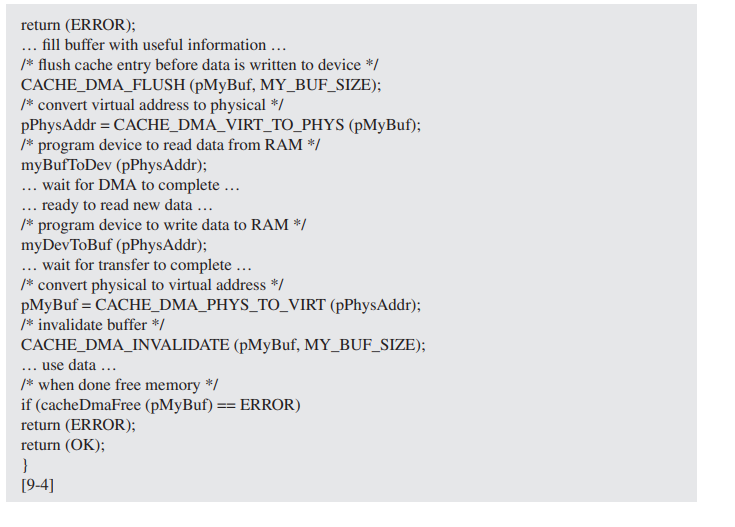 return (ERROR);
… fill buffer with useful information …
/* flush cache entry before data is written to device */
CACHE_DMA_FLUSH (pMyBuf, MY_BUF_SIZE);
/* convert virtual address to physical */
pPhysAddr = CACHE_DMA_VIRT_TO_PHYS (pMyBuf);
/* program device to read data from RAM */
myBufToDev (pPhysAddr);
… wait for DMA to complete …
… ready to read new data …
/* program device to write data to RAM */
myDevToBuf (pPhysAddr);
… wait for transfer to complete …
/* convert physical to virtual address */
pMyBuf = CACHE_DMA_PHYS_TO_VIRT (pPhysAddr);
/* invalidate buffer */
CACHE_DMA_INVALIDATE (pMyBuf, MY_BUF_SIZE);
… use data …
/* when done free memory */
if (cacheDmaFree (pMyBuf) == ERROR)
return (ERROR);
return (OK);
}
[9-4]